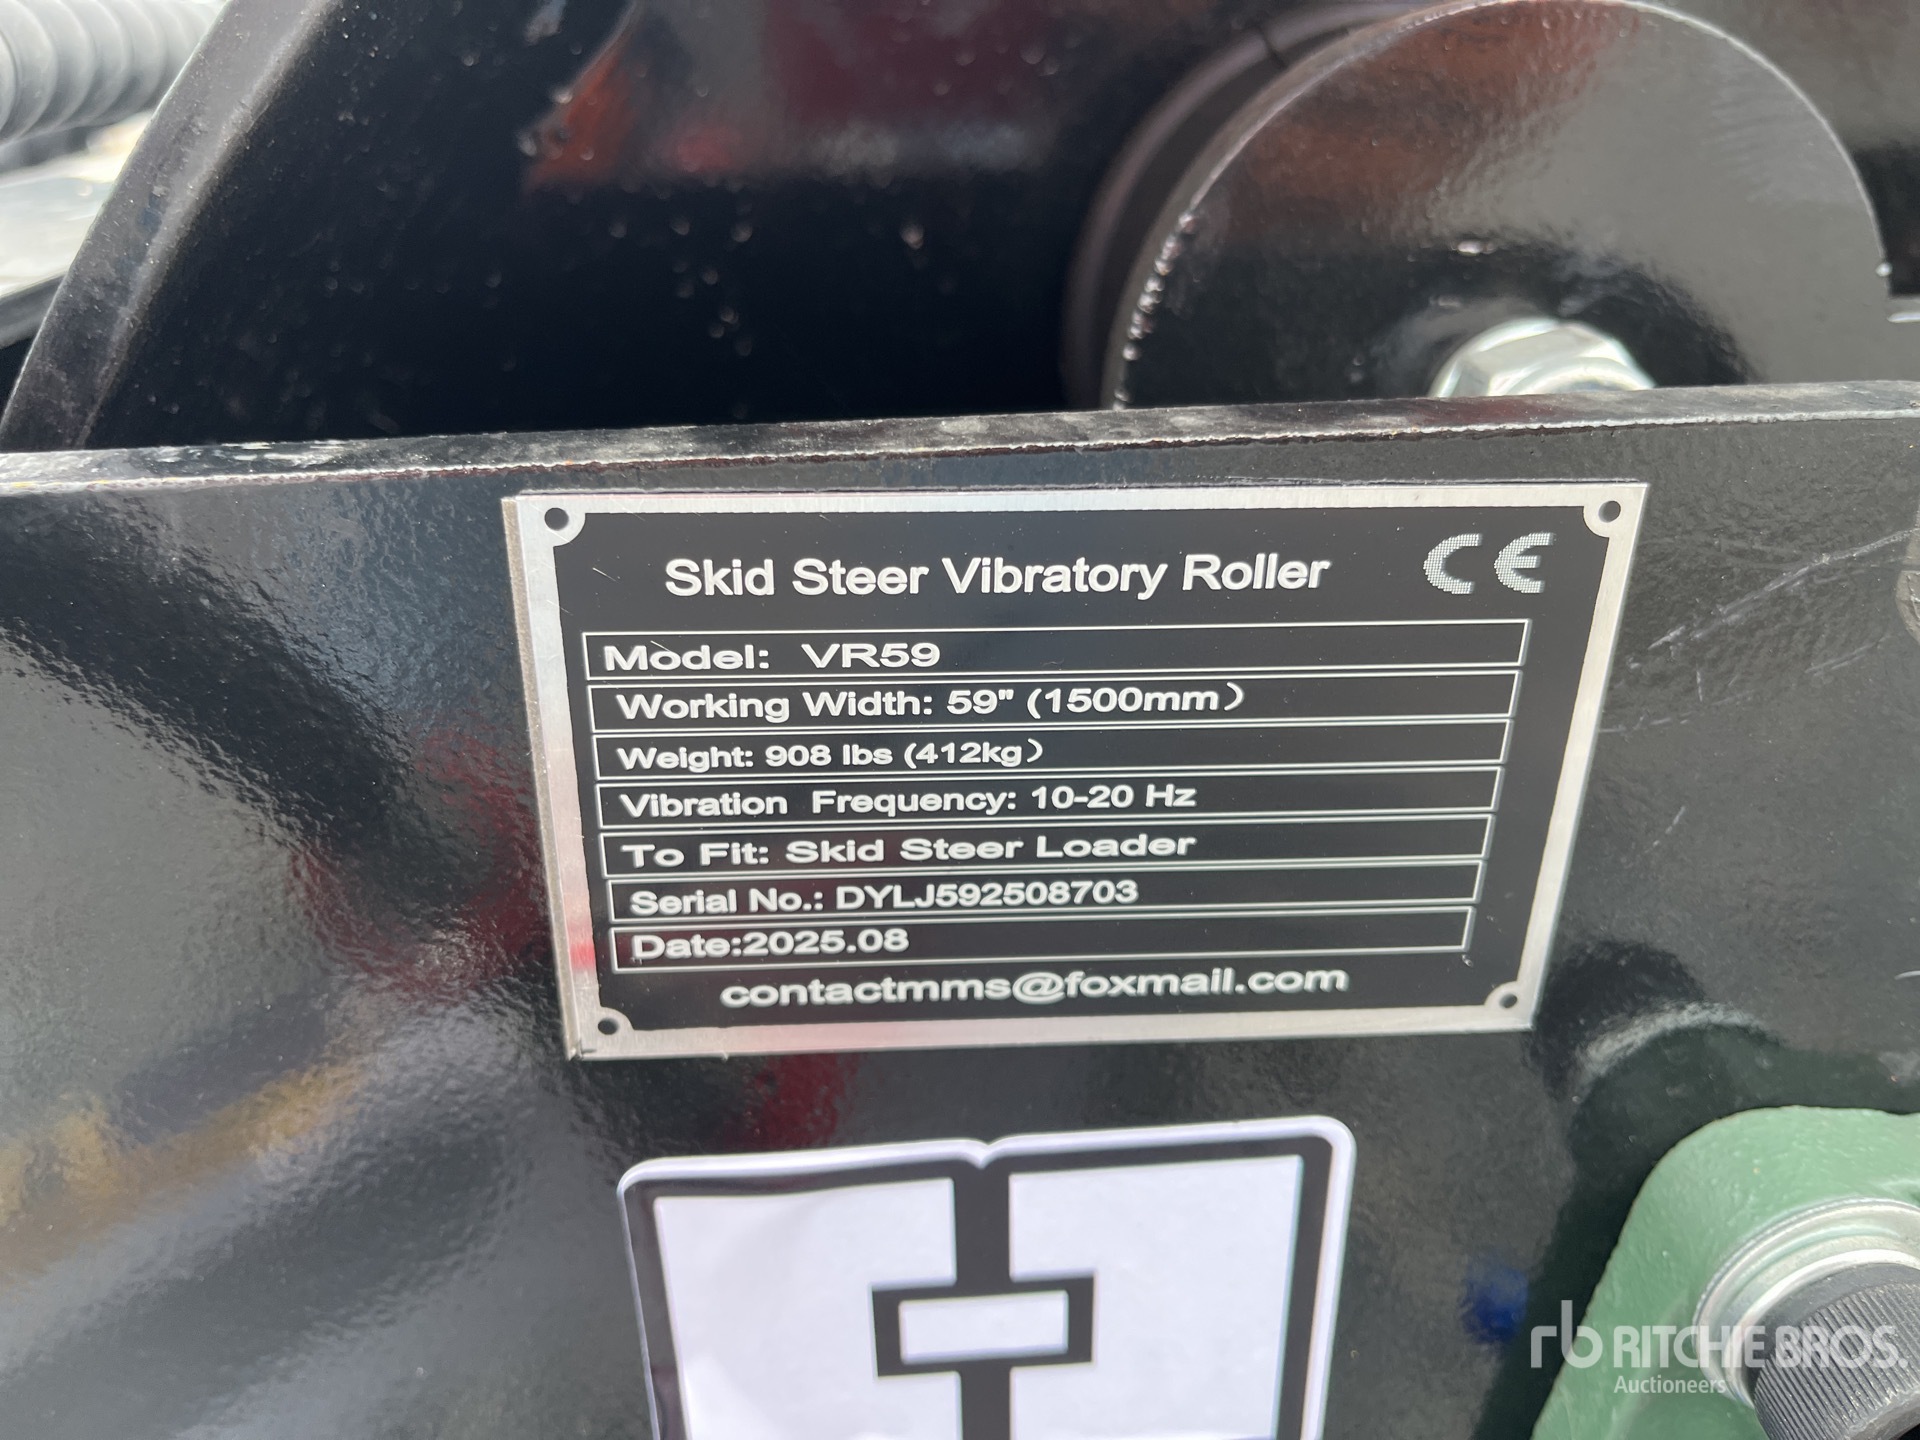 Skid Steer Vibratory Roller CE
Model: VR59
Working Width: 59" (1500mm)
Weight: 908 lbs (412kg)
Vibration Frequency: 10-20 Hz
To Fit: Skid Steer Loader
Serial No.: DYLJ592508703
Date:2025.08
contactmms@foxmail.com
rb RITCHIE BROS.
Auctioneers